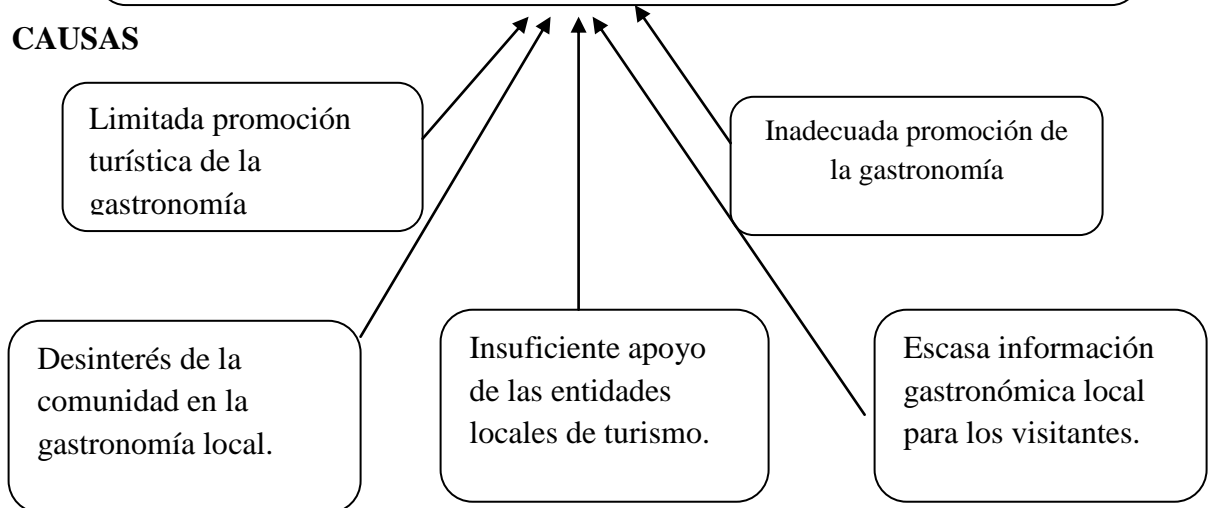 CAUSAS
Limitada promoción
turística de la
gastronomía
Inadecuada promoción de
la gastronomía
Desinterés de la
comunidad en la
gastronomía local.
Insuficiente apoyo
de las entidades
locales de turismo.
Escasa información
gastronómica local
para los visitantes.